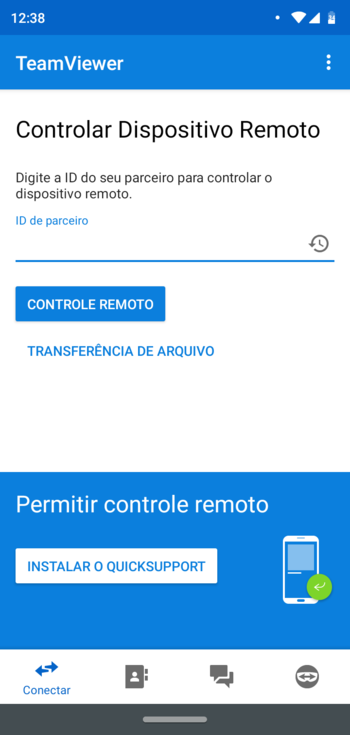 12:38
TeamViewer
Controlar Dispositivo Remoto
Digite a ID do seu parceiro para controlar o
dispositivo remoto.
ID de parceiro
CONTROLE REMOTO
TRANSFERÊNCIA DE ARQUIVO
Permitir controle remoto
INSTALAR O QUICKSUPPORT
Conectar